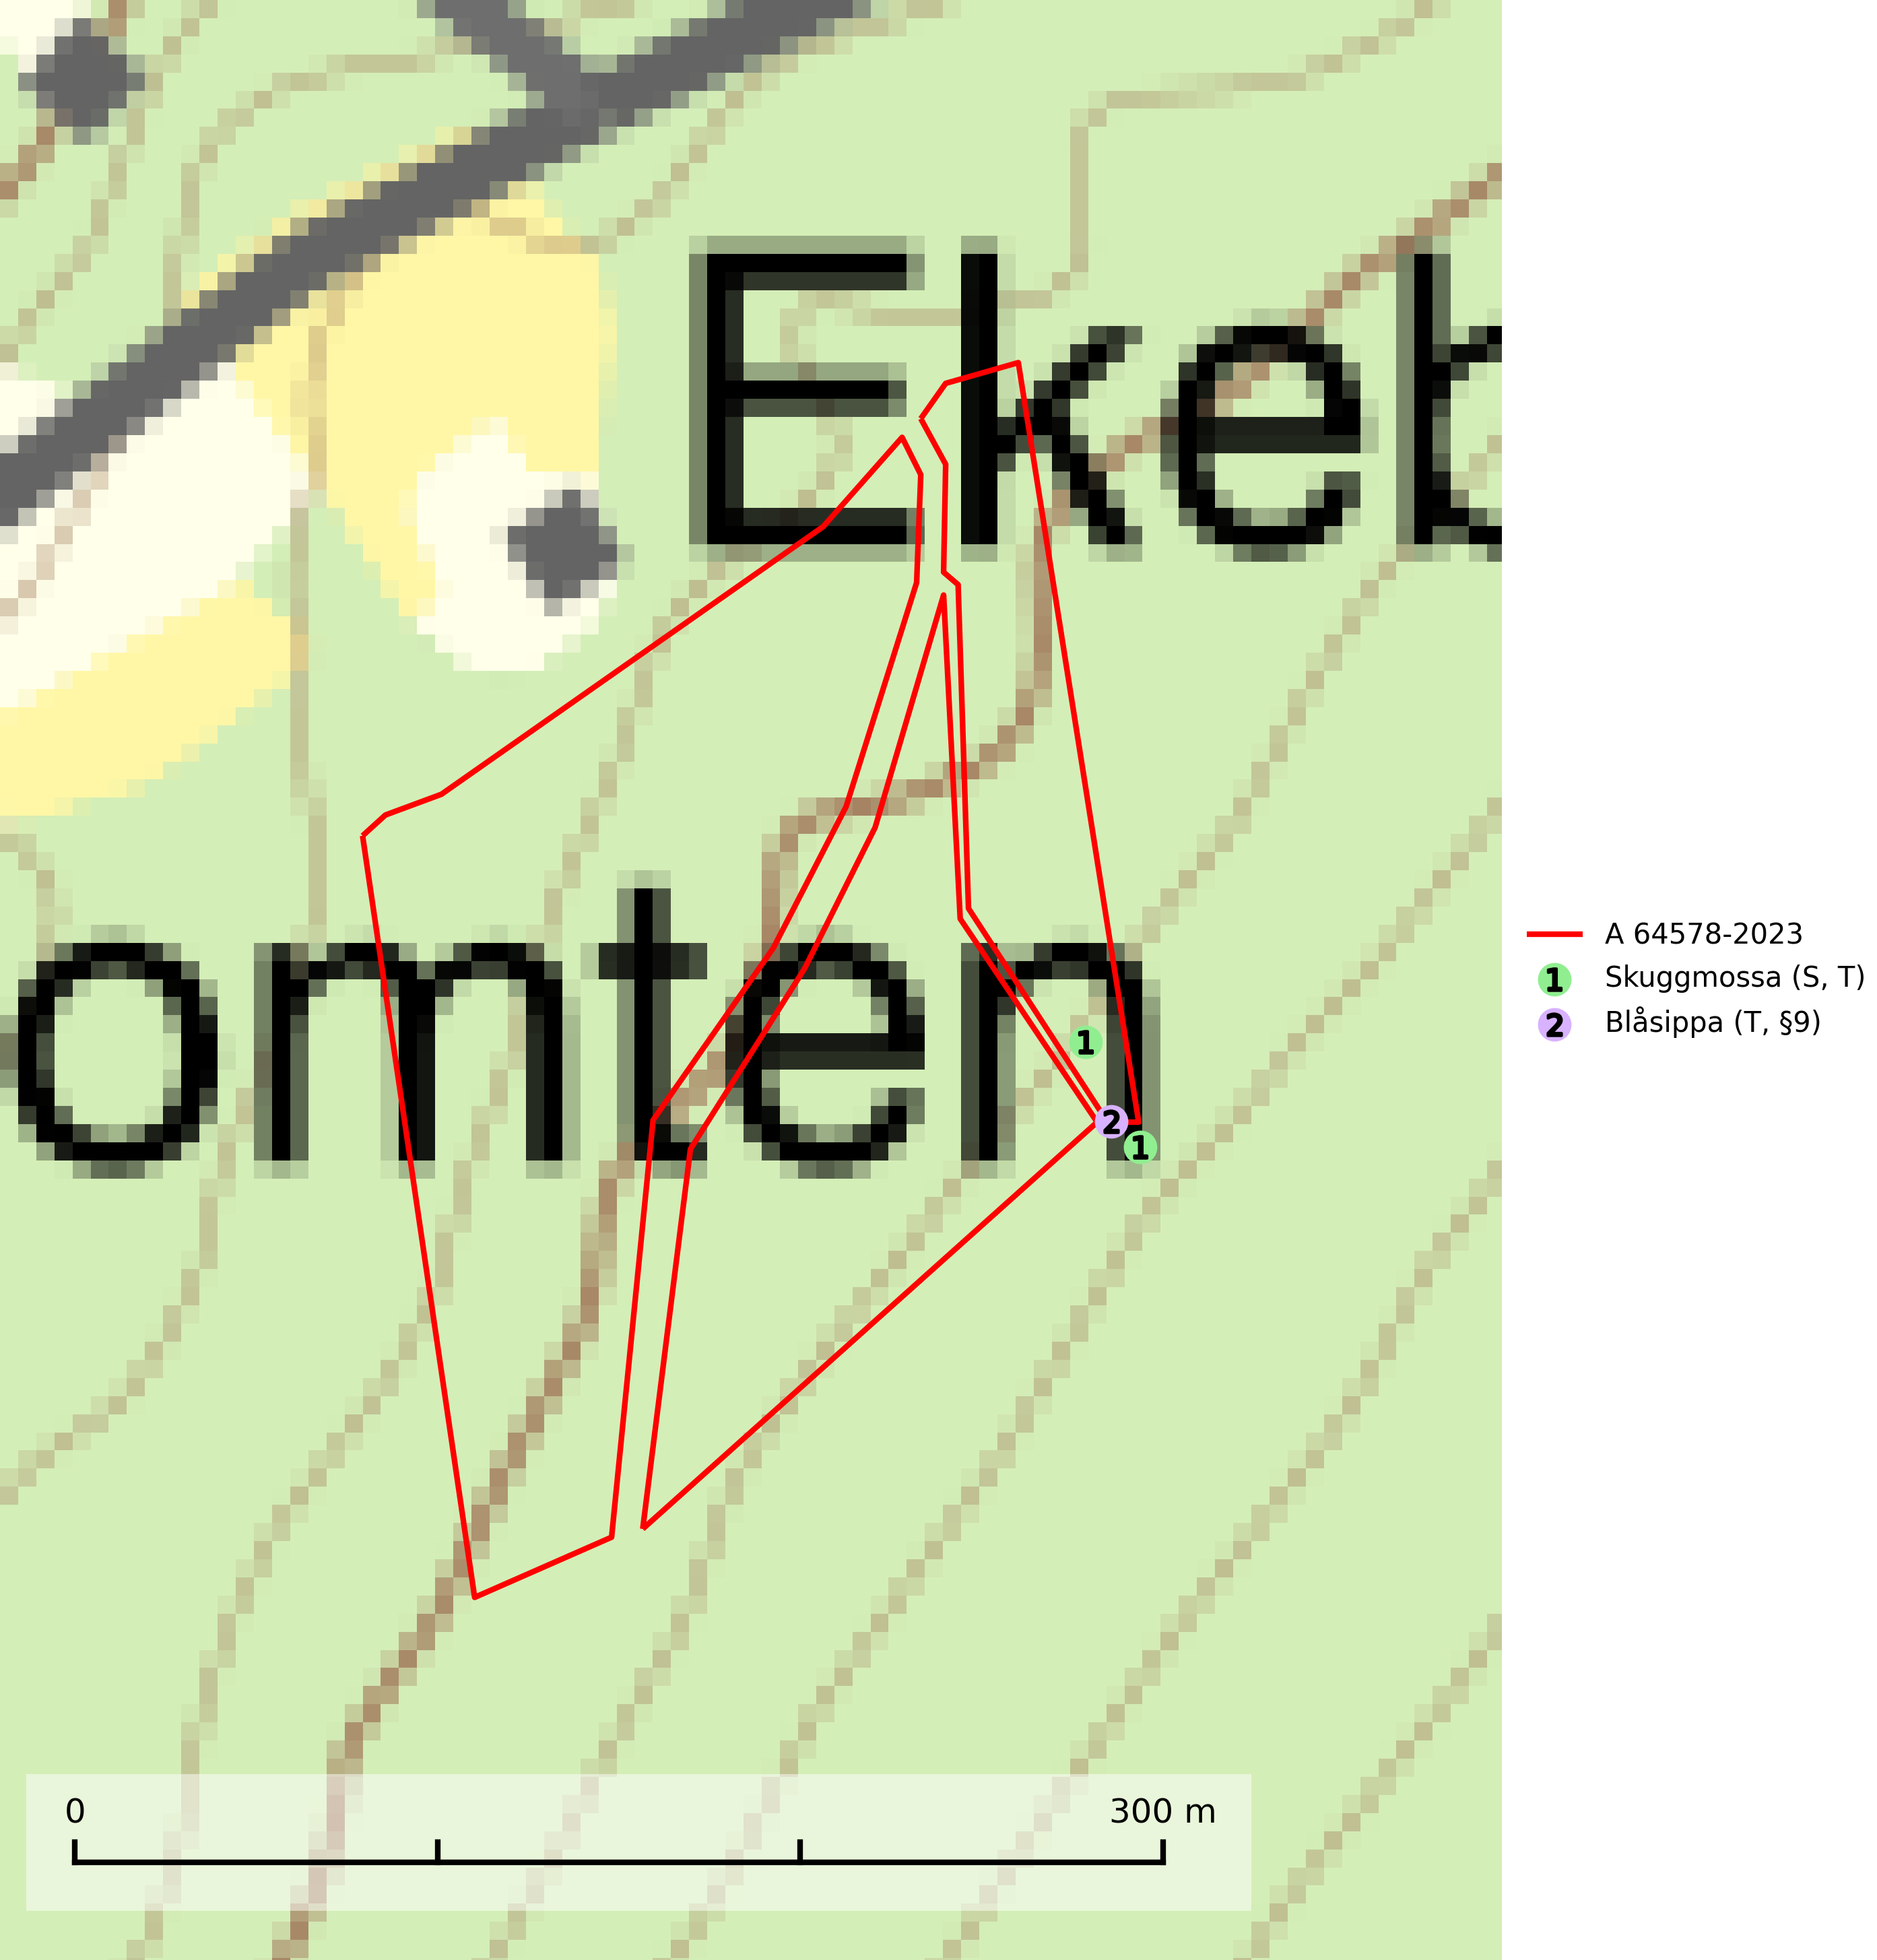 Ekeb
omten
1
2
1
A 64578-2023
1 Skuggmossa (S, T)
2 Blåsippa (T, §9)
0 300 m